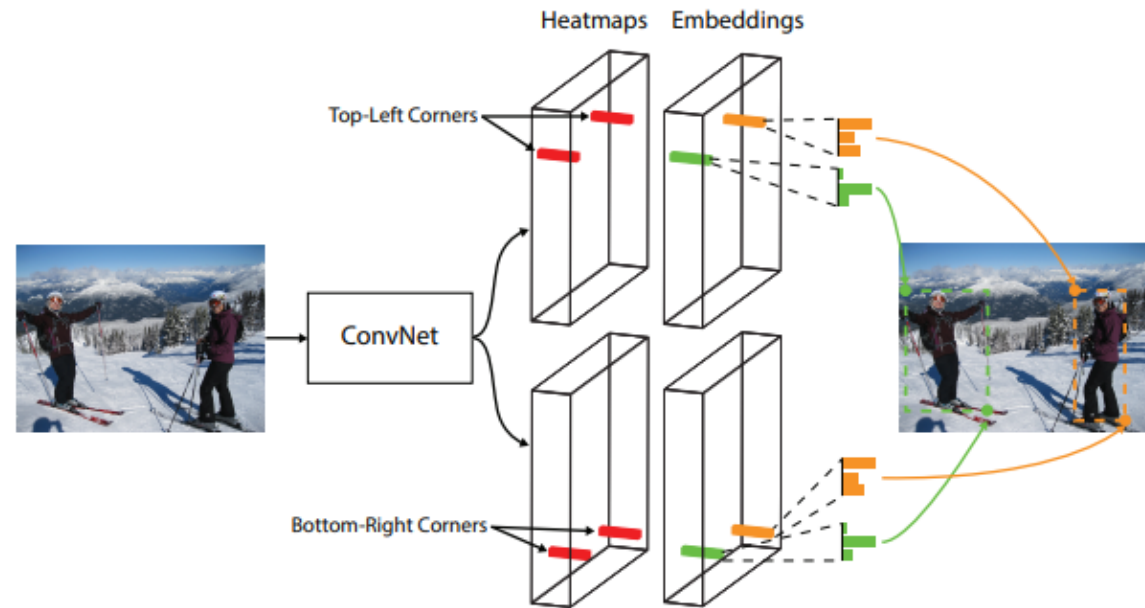 Heatmaps Embeddings
Top-Left Corners
ConvNet
Bottom-Right Corners